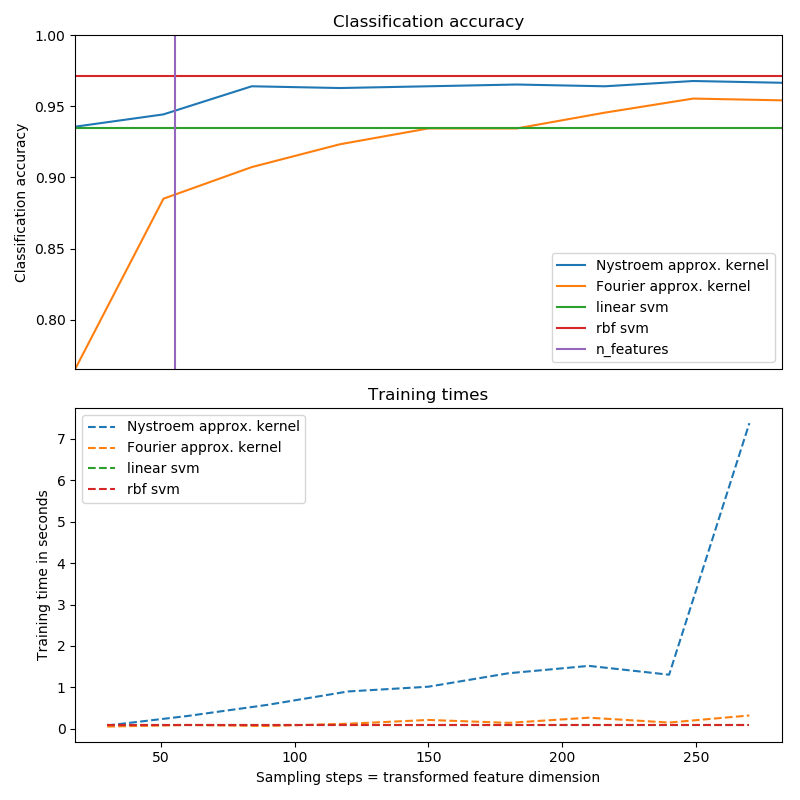 Classification accuracy
1.00
0.95
0.90
0.85
0.80
Classification accuracy
Nystroem approx. kernel
Fourier approx. kernel
linear svm
rbf svm
n_features
Training times
7
6
5
4
3
2
1
0
Training time in seconds
Nystroem approx. kernel
Fourier approx. kernel
linear svm
rbf svm
50 100 150 200 250
Sampling steps = transformed feature dimension